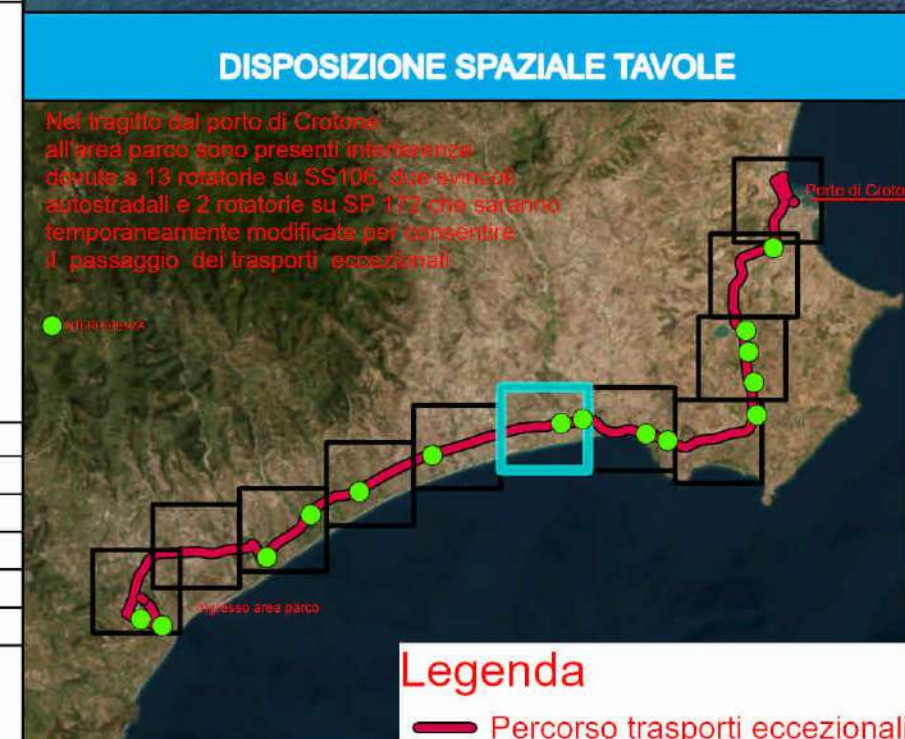 DISPOSIZIONE SPAZIALE TAVOLE
Nel tragitto dal porto di Crotone
all'area parco sono presenti interferenze
dovute a 13 rotatorie su SS106, due svincoli
autostradali e 2 rotatorie su SP 172 che saranno
temporaneamente modificate per consentire
il passaggio dei trasporti eccezionali
Porto di Croto
INTERFERENZA
Ingresso area parco
Legenda
Percorso trasporti eccezionali